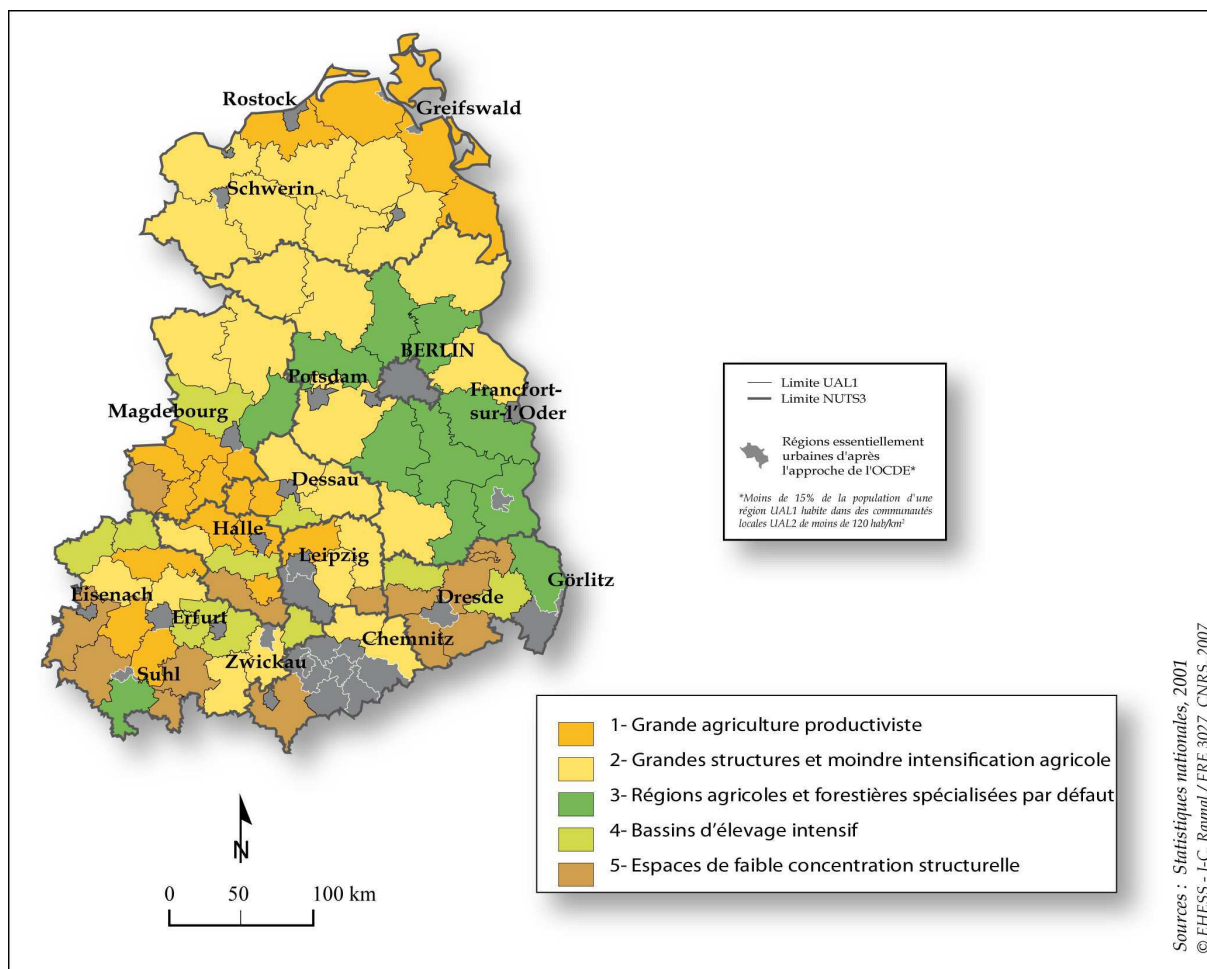 Rostock
Greifswald
Schwerin
BERLIN
Potsdam
Francfort-
sur-l'Oder
Magdebourg
Dessau
Halle
Leipzig
Görlitz
Eisenach
Dresde
Erfurt
Chemnitz
Zwickau
Suhl
Limite UAL1
Limite NUTS3
Régions essentiellement
urbaines d'après
l'approche de l'OCDE*
*Moins de 15% de la population d'une
région UAL1 habite dans des communautés
locales UAL2 de moins de 120 hab/km²
1- Grande agriculture productiviste
2- Grandes structures et moindre intensification agricole
3- Régions agricoles et forestières spécialisées par défaut
4- Bassins d'élevage intensif
5- Espaces de faible concentration structurelle
N
0 50 100 km
Sources : Statistiques nationales, 2001
© EHESS - J-C. Raynal / FRE 3027, CNRS, 2007